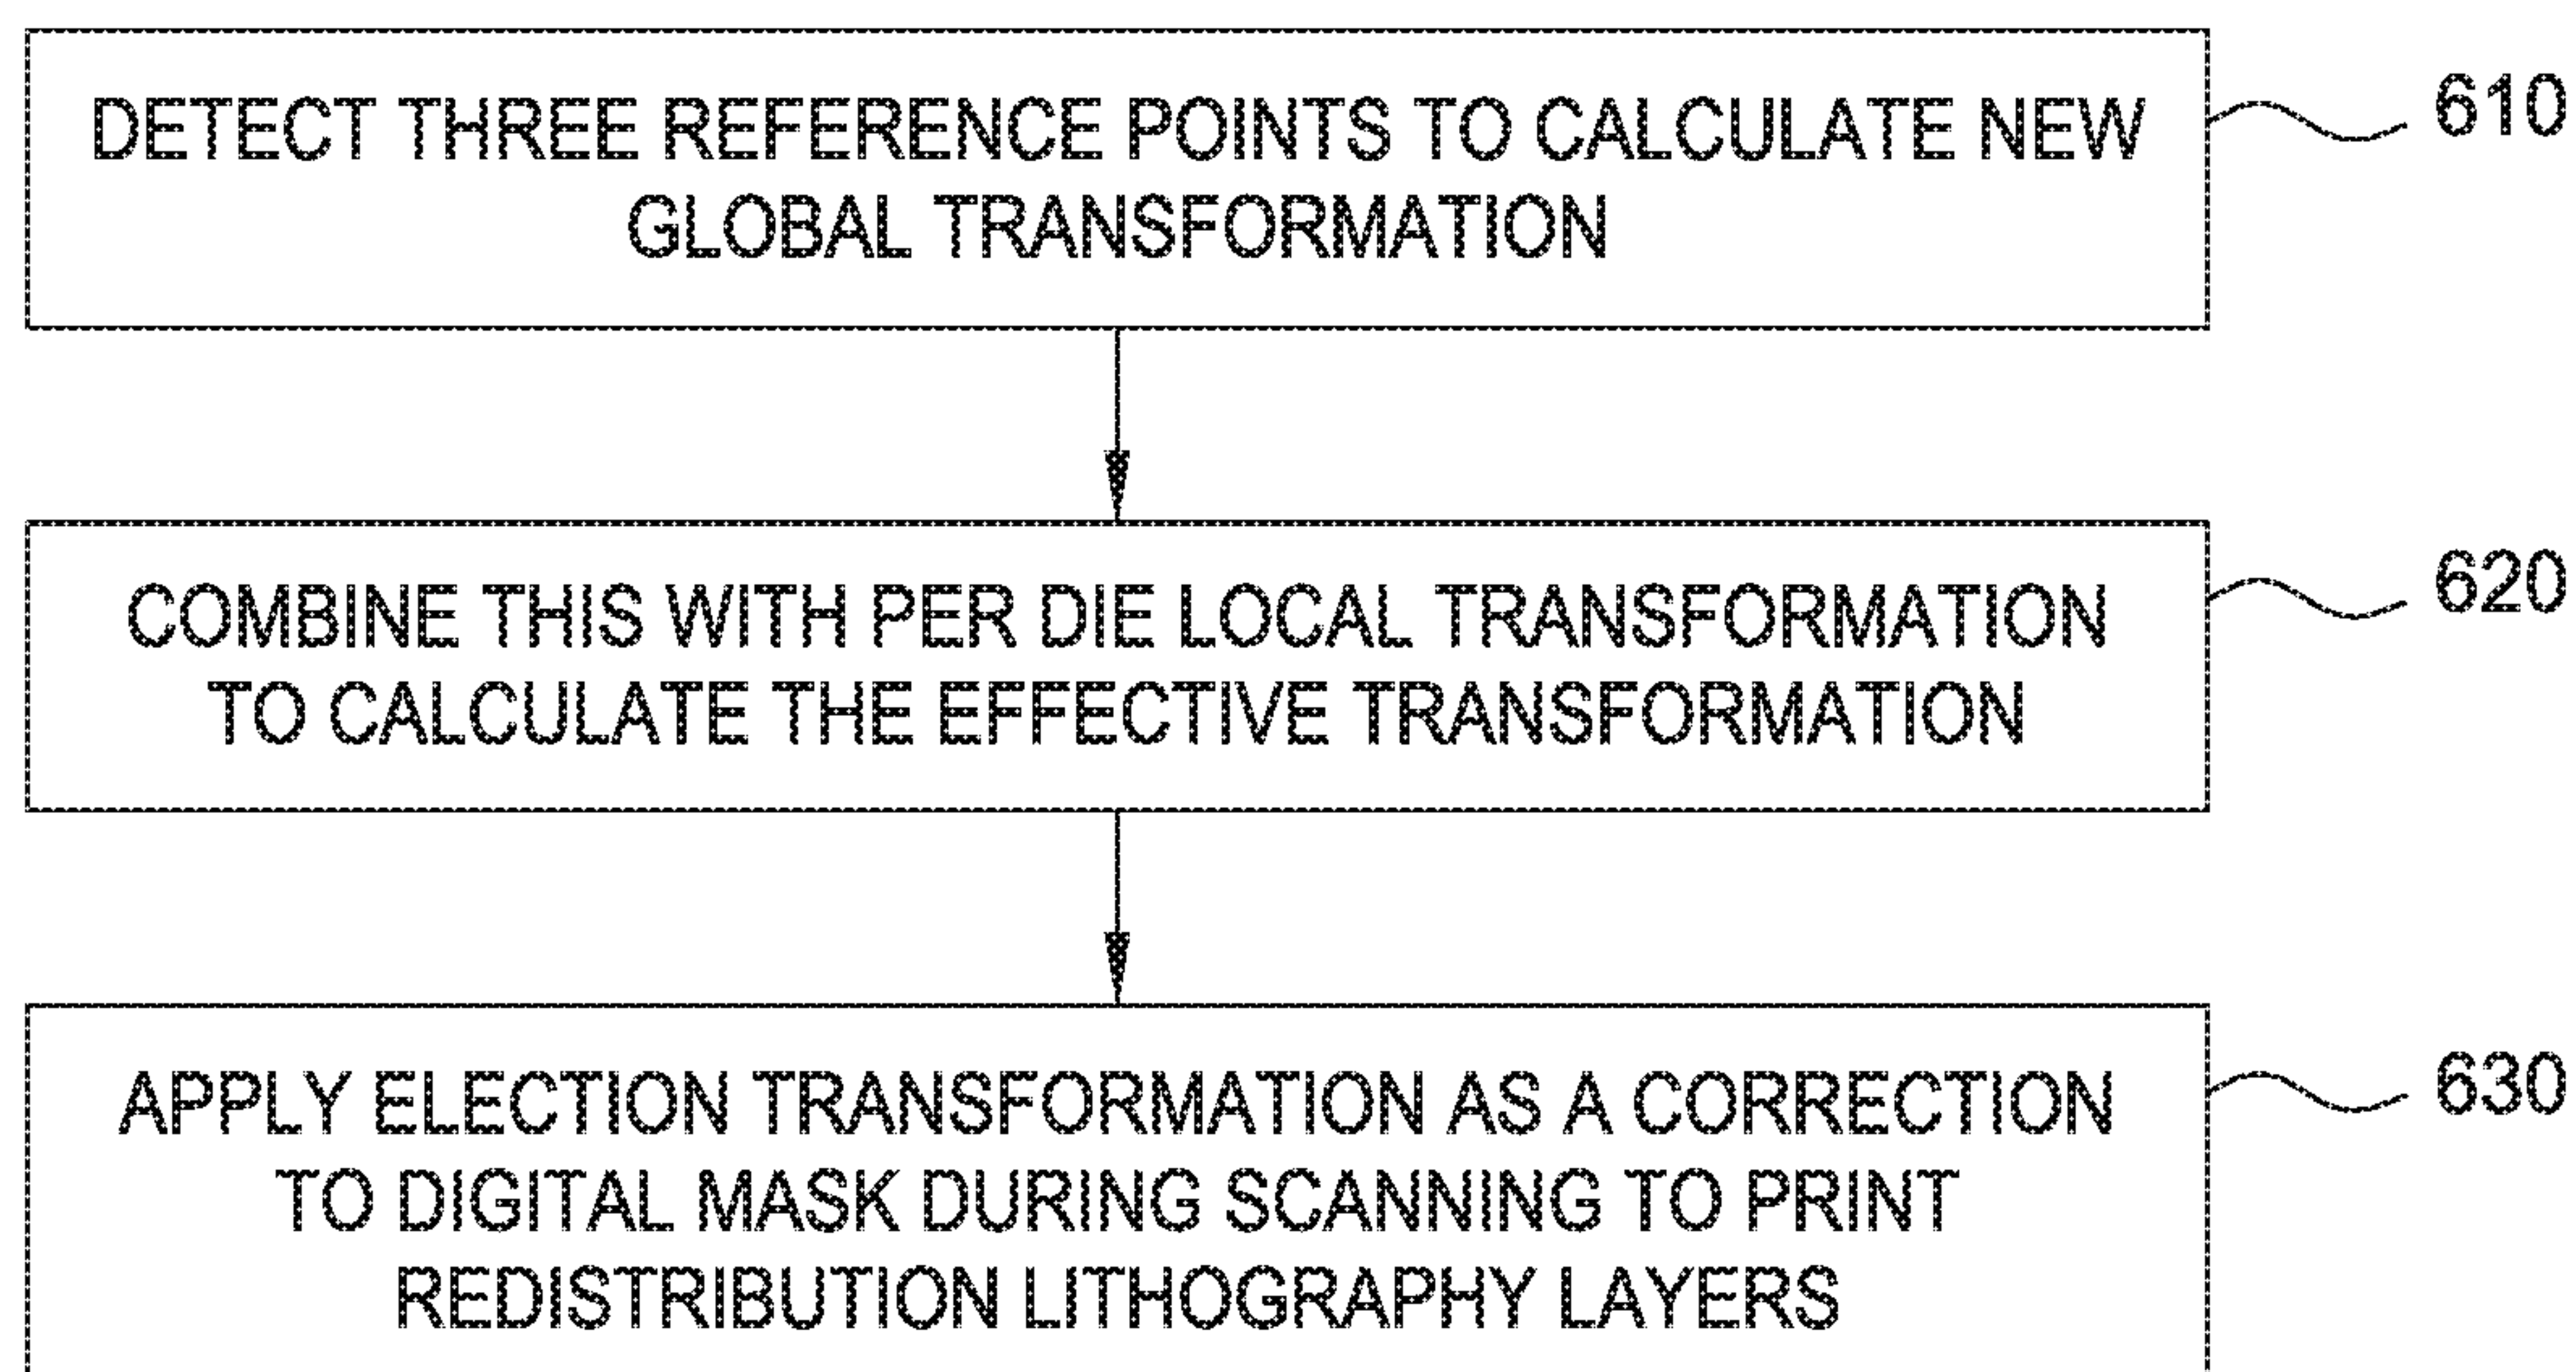 DETECT THREE REFERENCE POINTS TO CALCULATE NEW
GLOBAL TRANSFORMATION
610
COMBINE THIS WITH PER DIE LOCAL TRANSFORMATION
TO CALCULATE THE EFFECTIVE TRANSFORMATION
620
APPLY ELECTION TRANSFORMATION AS A CORRECTION
TO DIGITAL MASK DURING SCANNING TO PRINT
REDISTRIBUTION LITHOGRAPHY LAYERS
630